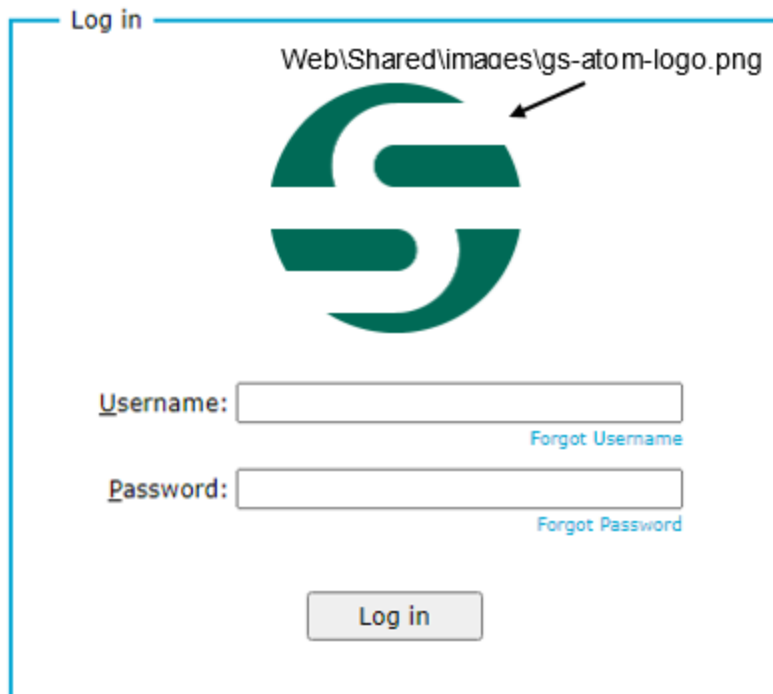 Log in
Web\Shared\images\gs-atom-logo.png
Username:
Forgot Username
Password:
Forgot Password
Log in